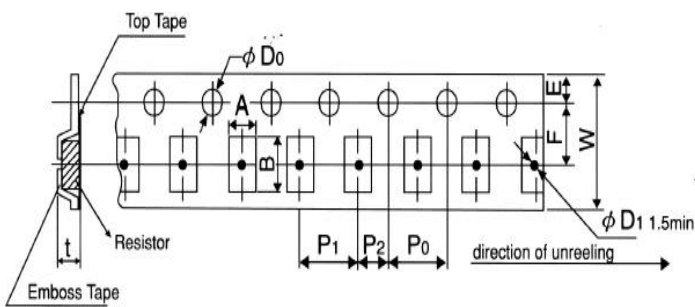 Top Tape
φ D0
A
B
E
F
W
φ D1 1.5min
t
Resistor
P1
P2
P0
direction of unreeling
Emboss Tape